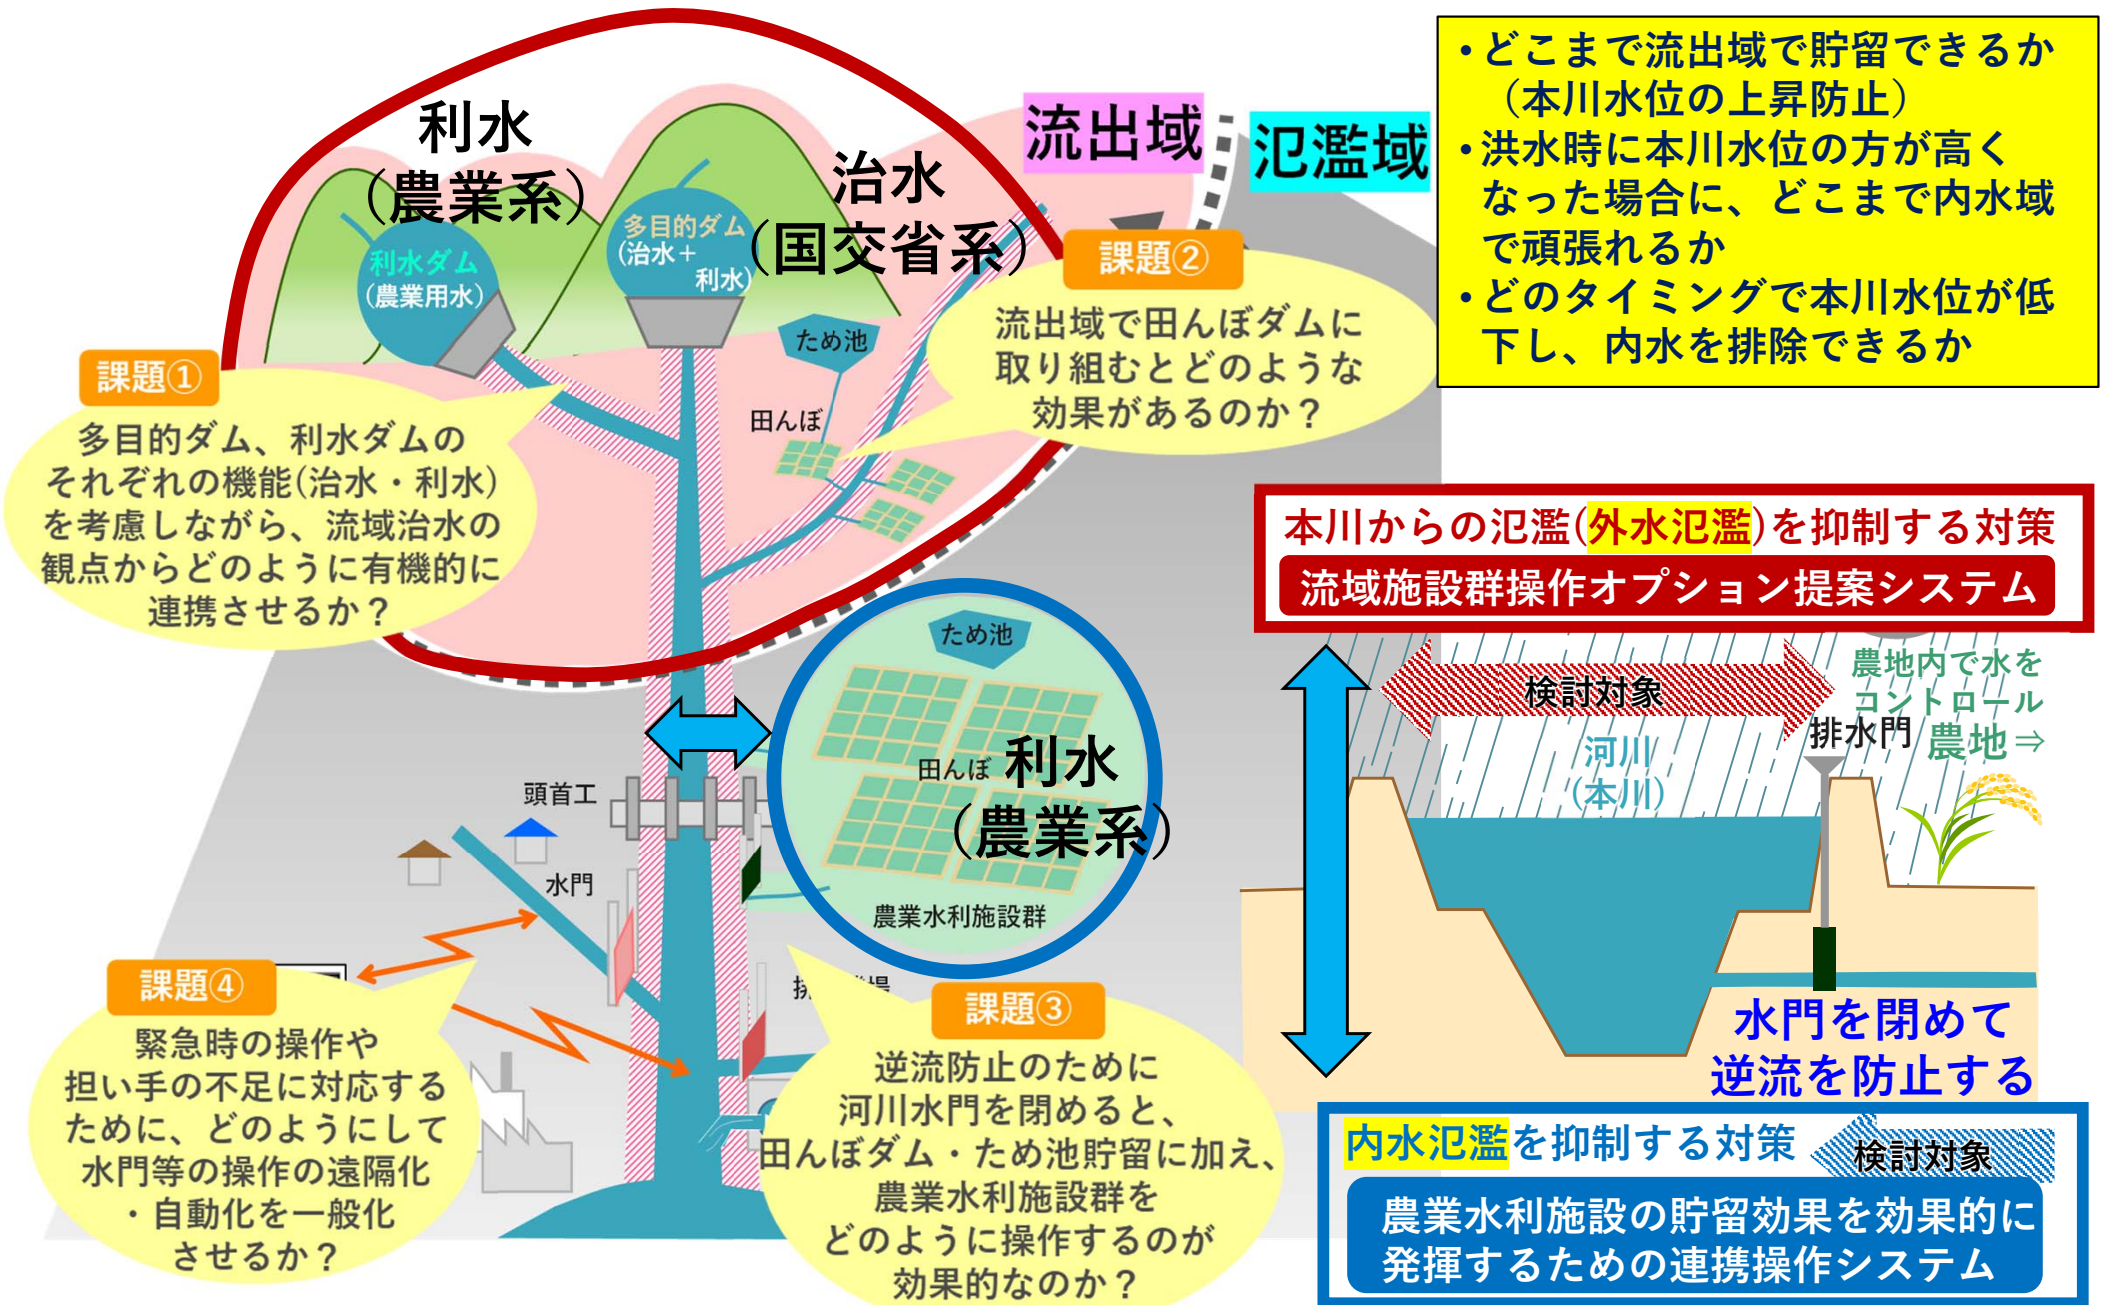 利水
(農業系)
治水
(国交省系)
流出域
氾濫域
・どこまで流出域で貯留できるか
（本川水位の上昇防止）
・洪水時に本川水位の方が高く
なった場合に、どこまで内水域
で頑張れるか
・どのタイミングで本川水位が低
下し、内水を排除できるか
利水ダム
(農業用水)
多目的ダム
(治水＋
利水)
ため池
田んぼ
課題①
多目的ダム、利水ダムの
それぞれの機能(治水・利水)
を考慮しながら、流域治水の
観点からどのように有機的に
連携させるか？
課題②
流出域で田んぼダムに
取り組むとどのような
効果があるのか？
ため池
田んぼ
利水
(農業系)
農業水利施設群
頭首工
水門
課題④
緊急時の操作や
担い手の不足に対応する
ために、どのようにして
水門等の操作の遠隔化
・自動化を一般化
させるか？
課題③
逆流防止のために
河川水門を閉めると、
田んぼダム・ため池貯留に加え、
農業水利施設群を
どのように操作するのが
効果的なのか？
本川からの氾濫(外水氾濫)を抑制する対策
流域施設群操作オプション提案システム
検討対象
農地内で水を
コントロール
排水門
農地⇒
河川
(本川)
水門を閉めて
逆流を防止する
内水氾濫を抑制する対策
検討対象
農業水利施設の貯留効果を効果的に
発揮するための連携操作システム